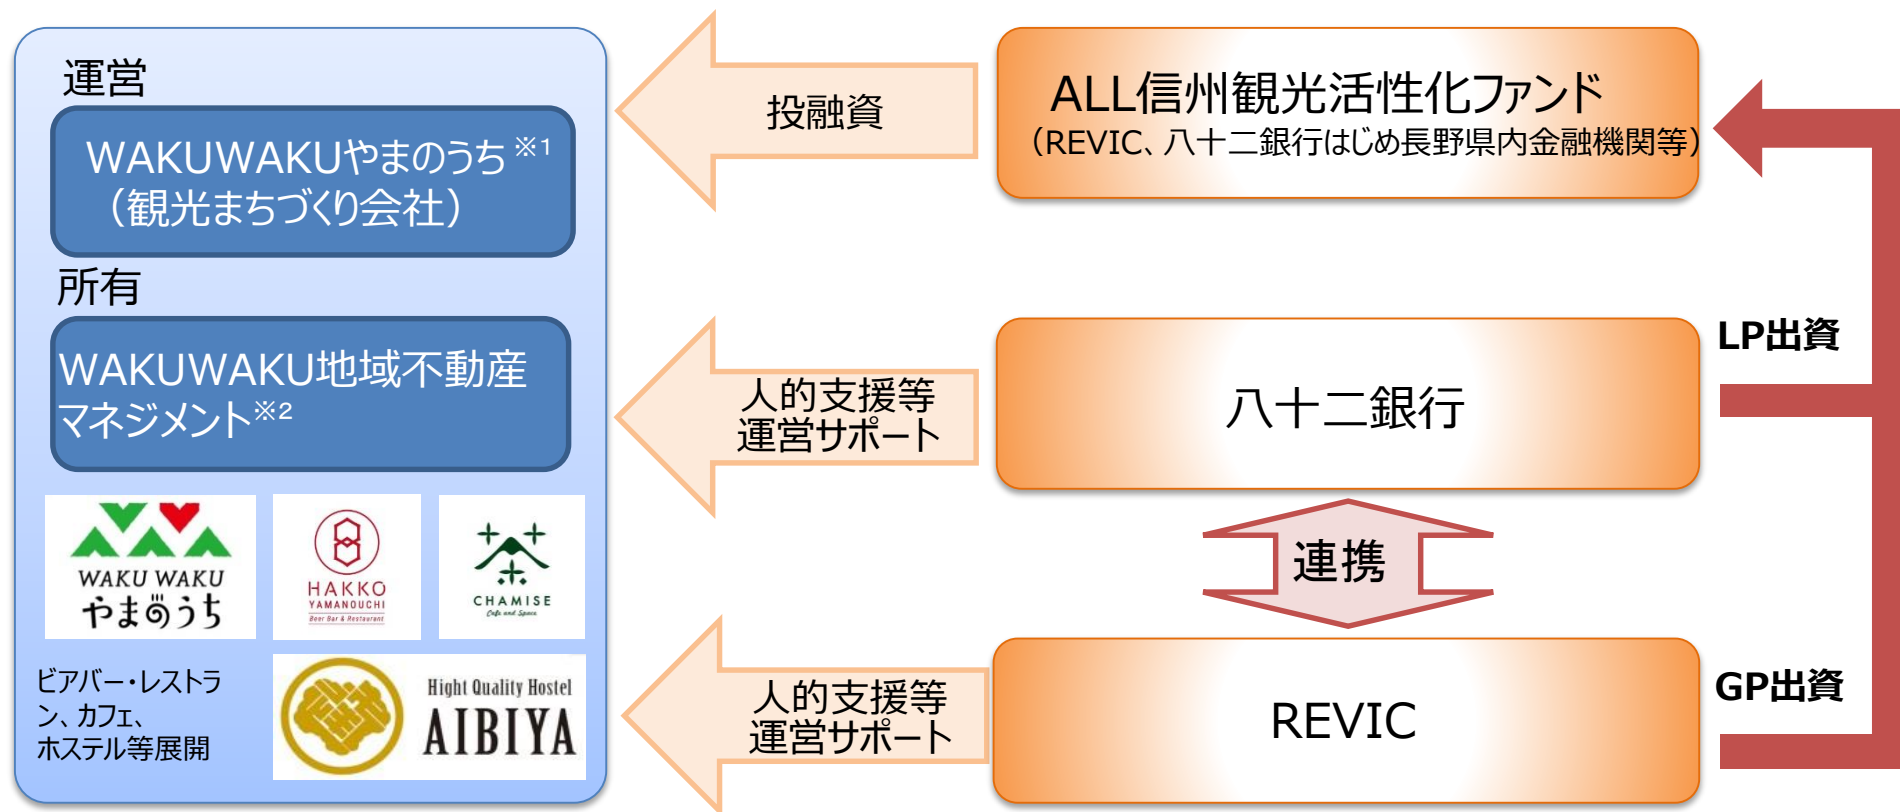 運営
WAKUWAKUやまのうち※1
（観光まちづくり会社）
所有
WAKUWAKU地域不動産
マネジメント※2
WAKU WAKU
やまのうち
HAKKO
YAMANOUCHI
Beer Bar & Restaurant
CHAMISE
Cafe and Space
ビアバー・レストラ
ン、カフェ、
ホステル等展開
Hight Quality Hostel
AIBIYA
投融資
人的支援等
運営サポート
人的支援等
運営サポート
ALL信州観光活性化ファンド
（REVIC、八十二銀行はじめ長野県内金融機関等）
八十二銀行
連携
REVIC
LP出資
GP出資